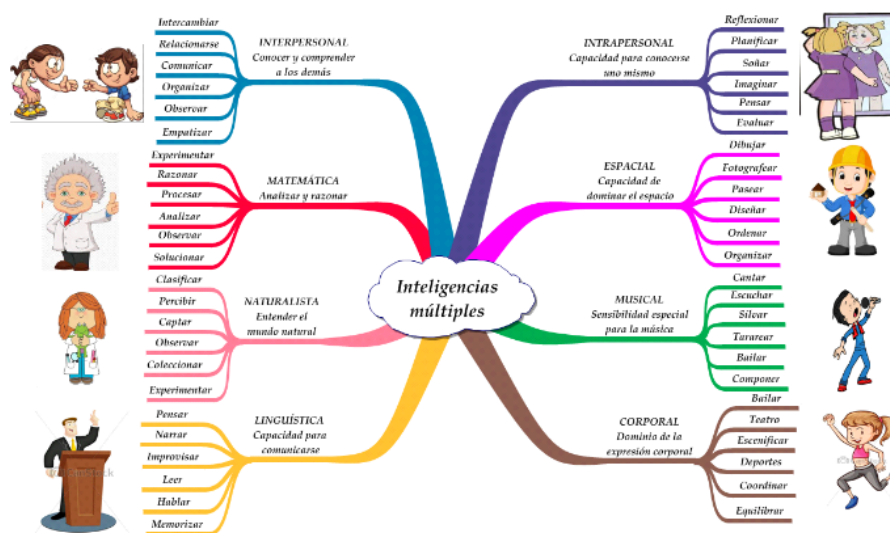 Inteligencias
múltiples
INTERPERSONAL
Conocer y comprender
a los demás
Intercambiar
Relacionarse
Comunicar
Organizar
Observar
Empatizar
MATEMÁTICA
Analizar y razonar
Experimentar
Razonar
Procesar
Analizar
Observar
Solucionar
NATURALISTA
Entender el
mundo natural
Clasificar
Percibir
Captar
Observar
Coleccionar
Experimentar
LINGUÍSTICA
Capacidad para
comunicarse
Pensar
Narrar
Improvisar
Leer
Hablar
Memorizar
INTRAPERSONAL
Capacidad para conocerse
uno mismo
Reflexionar
Planificar
Soñar
Imaginar
Pensar
Evaluar
ESPACIAL
Capacidad de
dominar el espacio
Dibujar
Fotografear
Pasear
Diseñar
Ordenar
Organizar
MUSICAL
Sensibilidad especial
para la música
Cantar
Escuchar
Silvar
Tararear
Bailar
Componer
CORPORAL
Dominio de la
expresión corporal
Bailar
Teatro
Escenificar
Deportes
Coordinar
Equilibrar